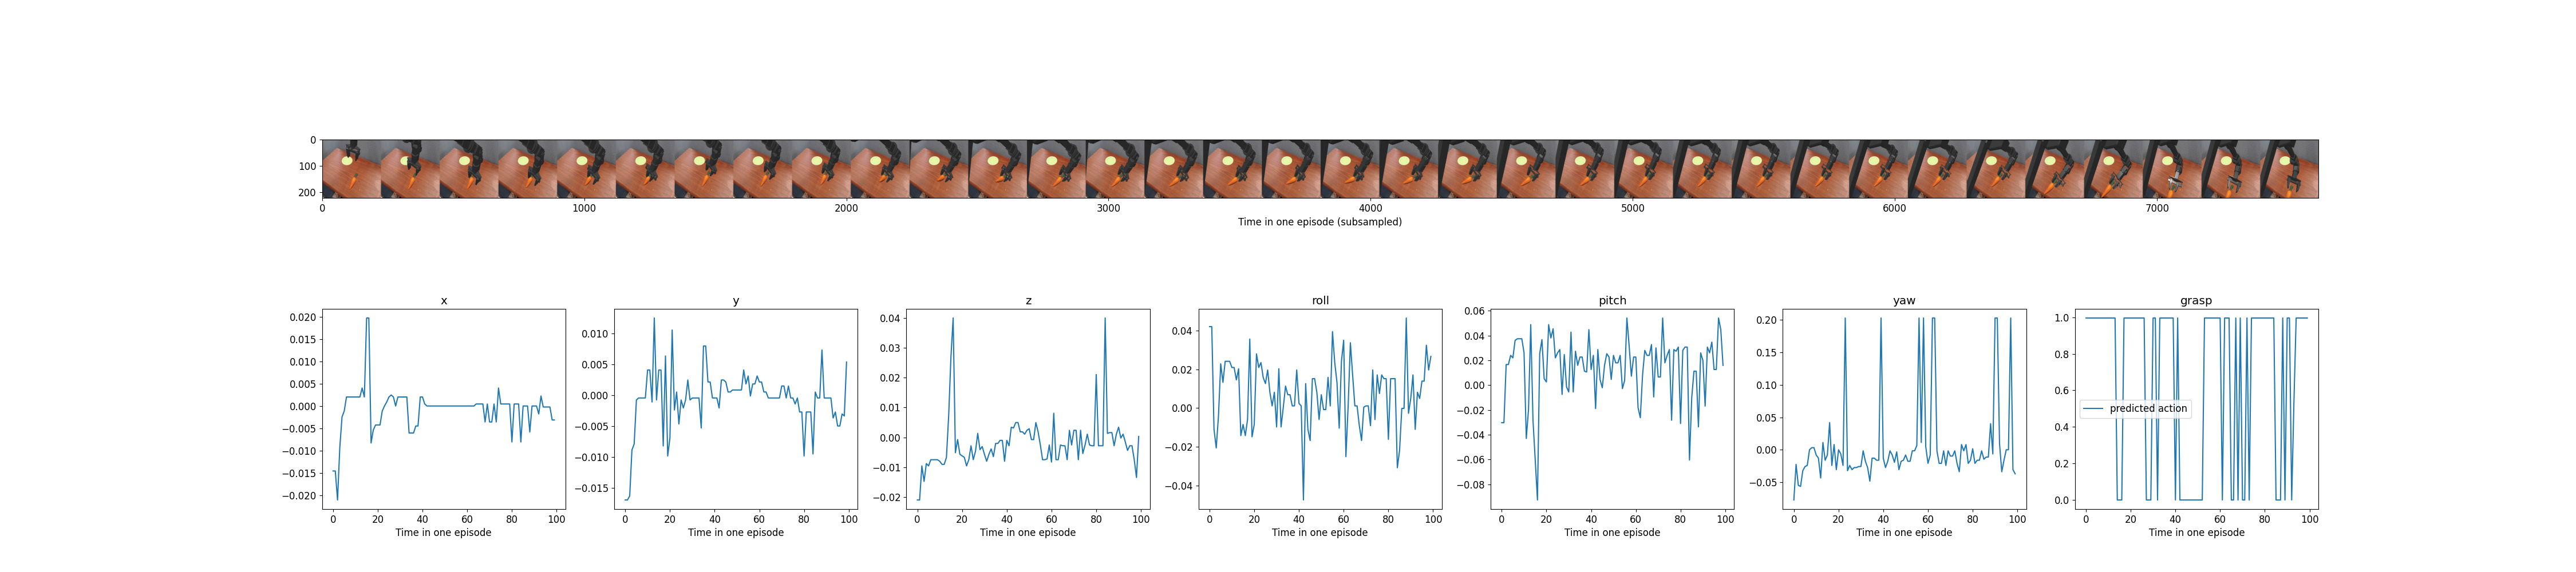 0
100
200
0 1000 2000 3000 4000 5000 6000 7000
Time in one episode (subsampled)
x
0.020
0.015
0.010
0.005
0.000
−0.005
−0.010
−0.015
−0.020
0 20 40 60 80 100
Time in one episode
y
0.010
0.005
0.000
−0.005
−0.010
−0.015
0 20 40 60 80 100
Time in one episode
z
0.04
0.03
0.02
0.01
0.00
−0.01
−0.02
0 20 40 60 80 100
Time in one episode
roll
0.04
0.02
0.00
−0.02
−0.04
0 20 40 60 80 100
Time in one episode
pitch
0.06
0.04
0.02
0.00
−0.02
−0.04
−0.06
−0.08
0 20 40 60 80 100
Time in one episode
yaw
0.20
0.15
0.10
0.05
0.00
−0.05
0 20 40 60 80 100
Time in one episode
grasp
1.0
0.8
0.6
0.4
0.2
0.0
predicted action
0 20 40 60 80 100
Time in one episode